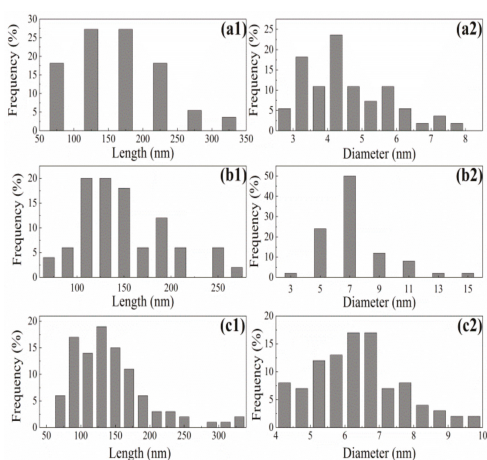 (a1)
Frequency (%)
30
25
20
15
10
5
0
50 100 150 200 250 300 350
Length (nm)
(a2)
Frequency (%)
25
20
15
10
5
0
3 4 5 6 7 8
Diameter (nm)
(b1)
Frequency (%)
20
15
10
5
0
100 150 200 250
Length (nm)
(b2)
Frequency (%)
50
40
30
20
10
0
3 5 7 9 11 13 15
Diameter (nm)
(c1)
Frequency (%)
20
15
10
5
0
50 100 150 200 250 300
Length (nm)
(c2)
Frequency (%)
20
15
10
5
0
4 5 6 7 8 9 10
Diameter (nm)